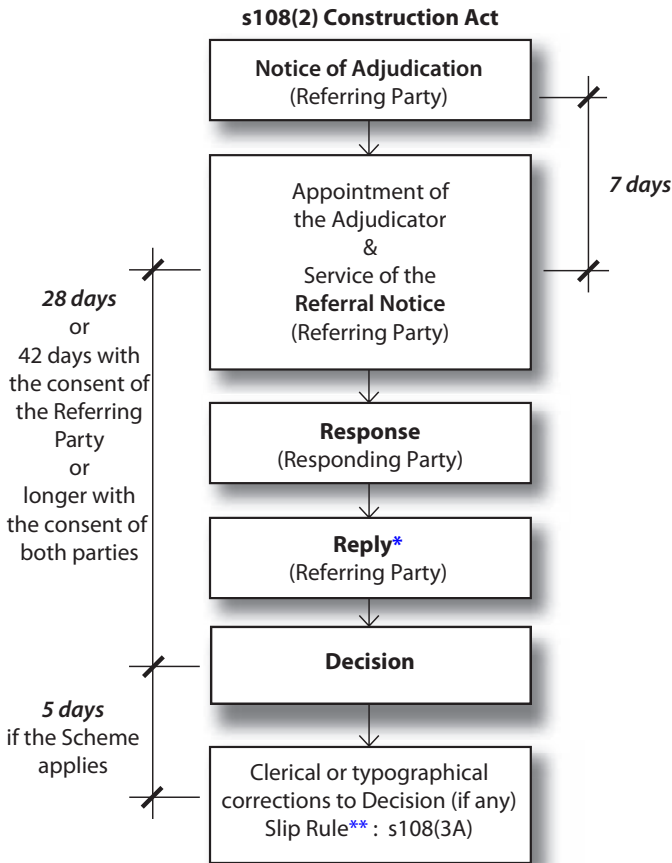 s108(2) Construction Act
Notice of Adjudication
(Referring Party)
7 days
Appointment of
the Adjudicator
&
Service of the
Referral Notice
(Referring Party)
28 days
or
42 days with
the consent of
the Referring
Party
or
longer with
the consent of
both parties
Response
(Responding Party)
Reply*
(Referring Party)
Decision
5 days
if the Scheme
applies
Clerical or typographical
corrections to Decision (if any)
Slip Rule** : s108(3A)